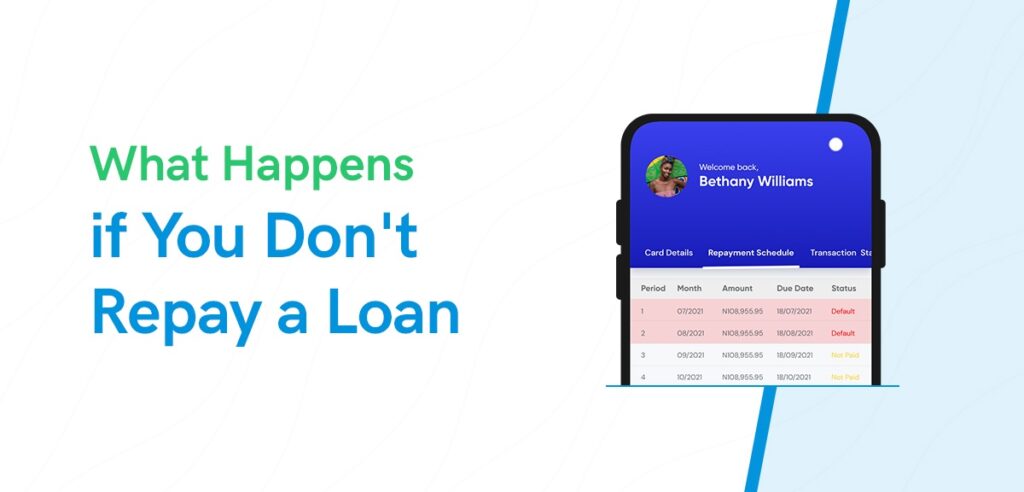 What Happens
if You Don't
Repay a Loan
Welcome back,
Bethany Williams
Card Details Repayment Schedule Transaction Sta
Period Month Amount Due Date Status
1 07/2021 N108,955.95 18/07/2021 Default
2 08/2021 N108,955.95 18/08/2021 Default
3 09/2021 N108,955.95 18/09/2021 Not Paid
4 10/2021 N108,955.95 18/10/2021 Not Paid